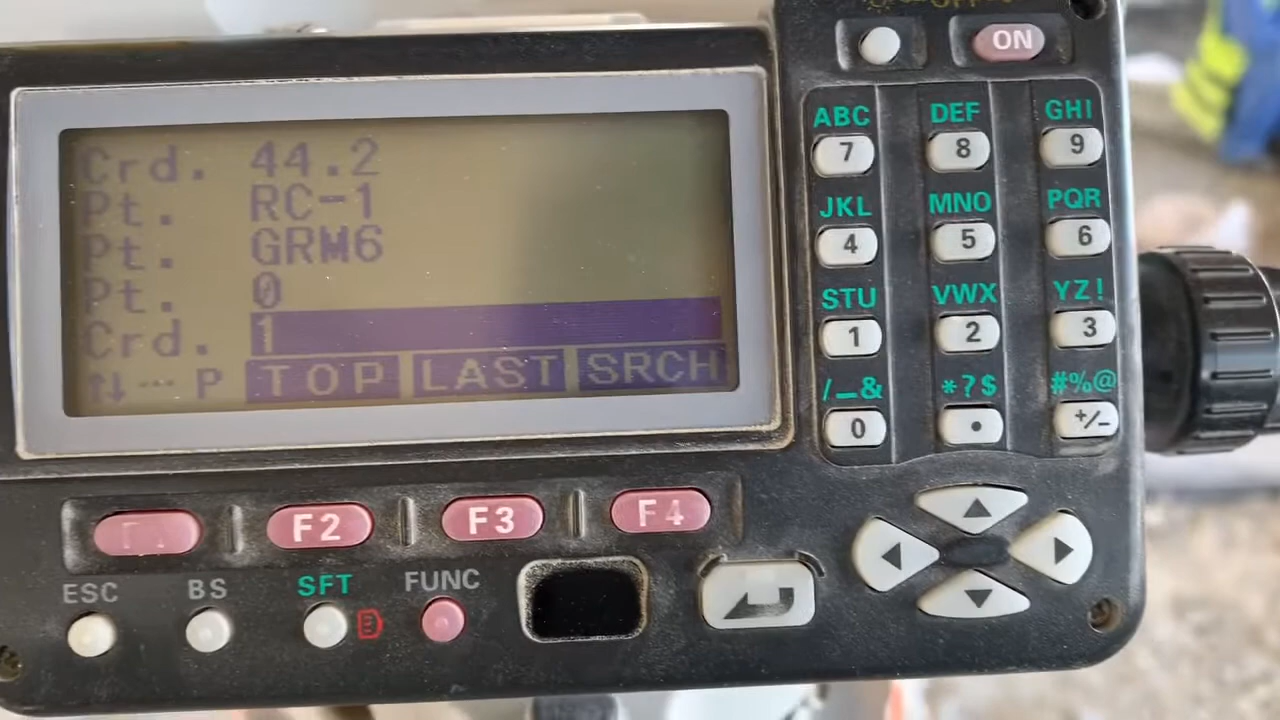 Crd. 44.2
Pt. RC-1
Pt. GRM6
Pt. 0
Crd. 1
↑↓--- P TOP LAST SRCH
ON
ABC DEF GHI
7 8 9
JKL MNO PQR
4 5 6
STU VWX YZ!
1 2 3
/_& *?$ #%@
0 • +/-
F1 F2 F3 F4
ESC BS SFT FUNC